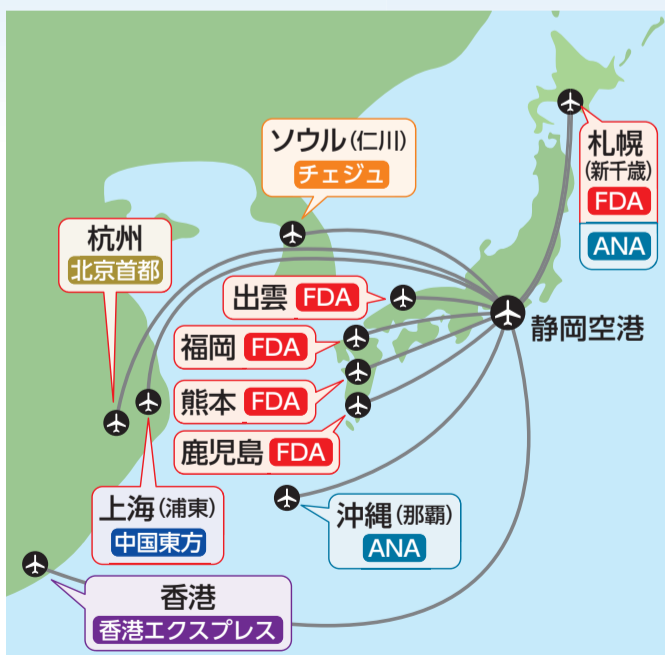 ソウル(仁川)
チェジュ
札幌
(新千歳)
FDA
ANA
杭州
北京首都
出雲 FDA
静岡空港
福岡 FDA
熊本 FDA
鹿児島 FDA
上海(浦東)
中国東方
沖縄(那覇)
ANA
香港
香港エクスプレス